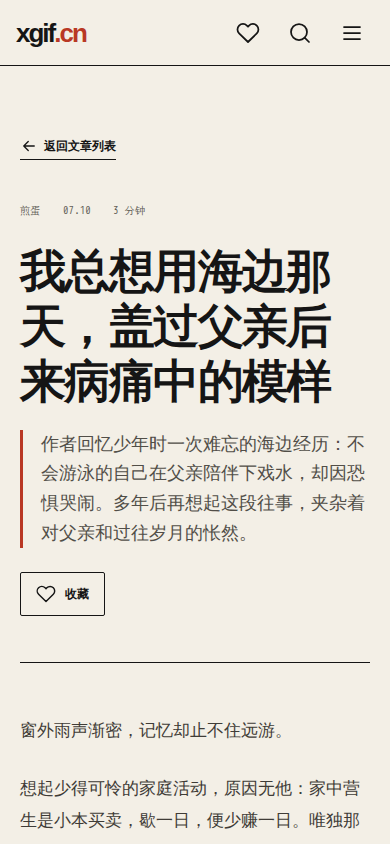 xgif.cn
返回文章列表
煎蛋 07.10 3 分钟
我总想用海边那
天，盖过父亲后
来病痛中的模样
作者回忆少年时一次难忘的海边经历：不
会游泳的自己在父亲陪伴下戏水，却因恐
惧哭闹。多年后再想起这段往事，夹杂着
对父亲和过往岁月的怅然。
收藏
窗外雨声渐密，记忆却止不住远游。
想起少得可怜的家庭活动，原因无他：家中营
生是小本买卖，歇一日，便少赚一日。唯独那